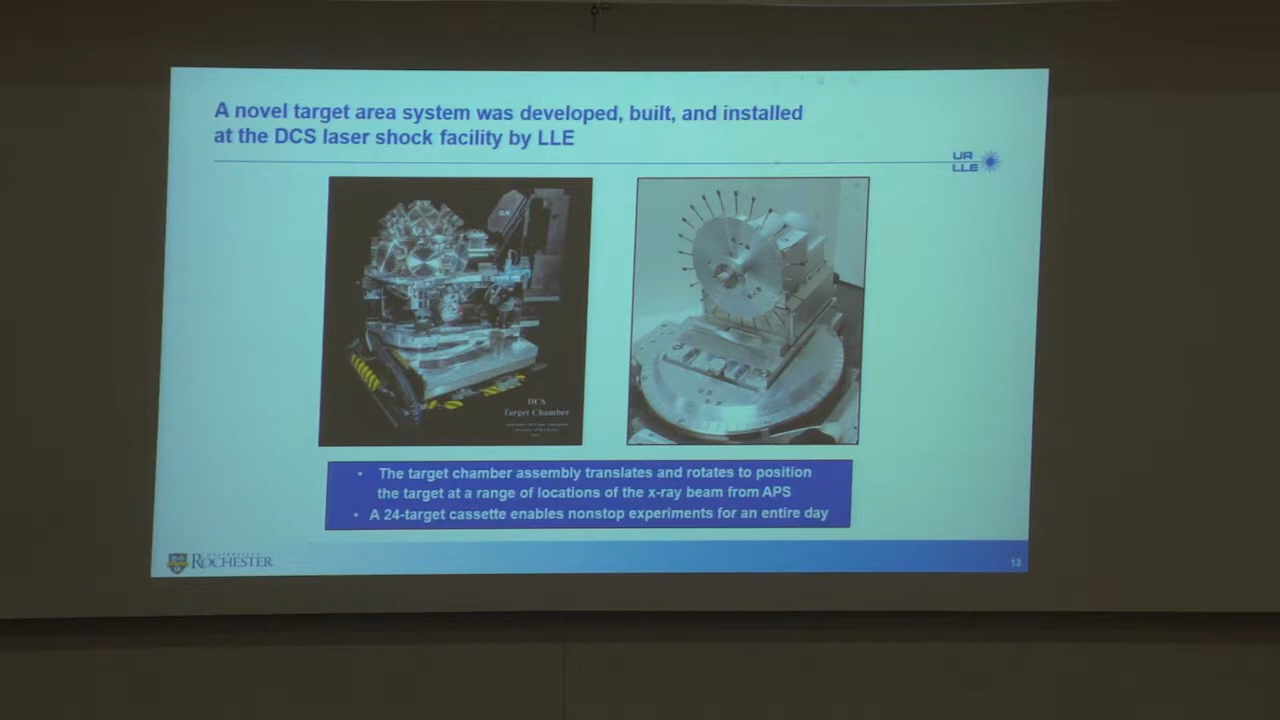 A novel target area system was developed, built, and installed
at the DCS laser shock facility by LLE
UR
LLE
DCS
Target Chamber
• The target chamber assembly translates and rotates to position
the target at a range of locations of the x-ray beam from APS
• A 24-target cassette enables nonstop experiments for an entire day
UNIVERSITY of
ROCHESTER
13